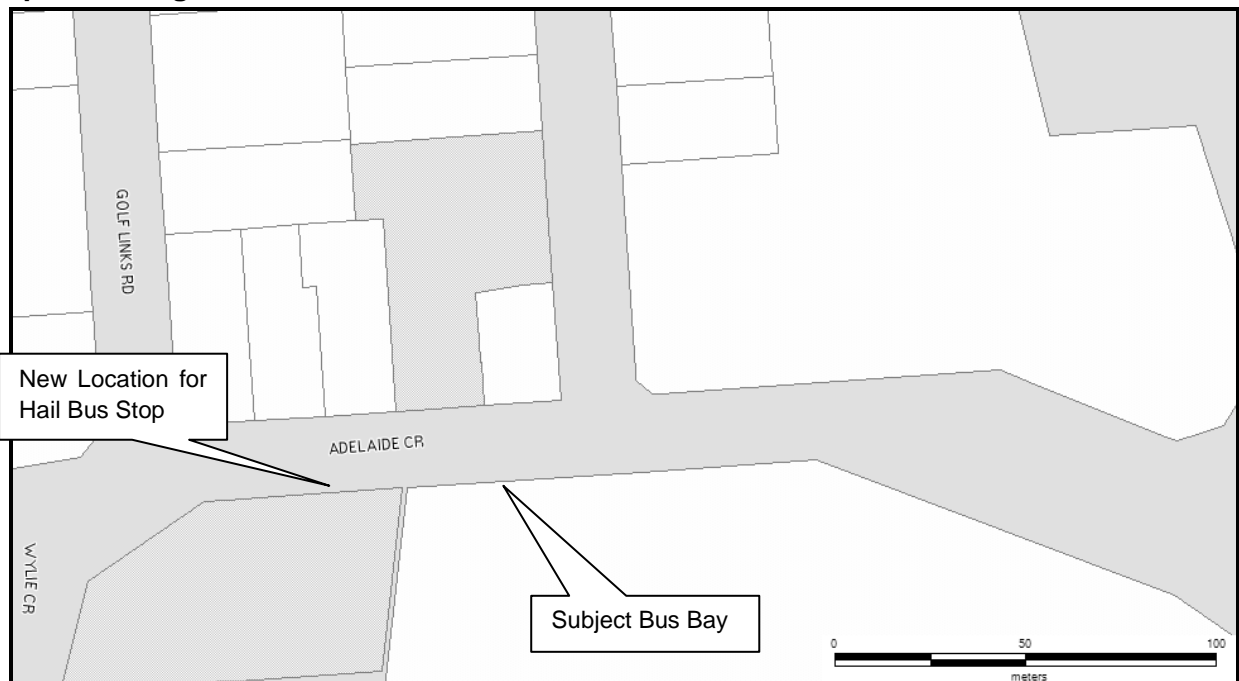 GOLF LINKS RD
New Location for
Hail Bus Stop
ADELAIDE CR
WYLIE CR
Subject Bus Bay
0 50 100
meters